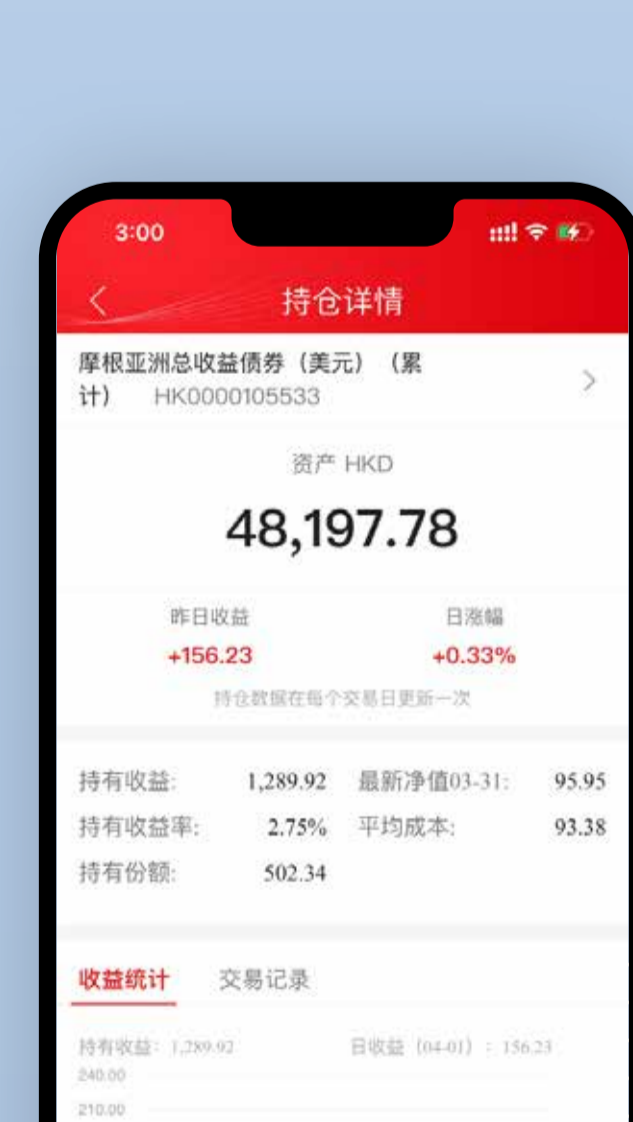 3:00
持仓详情
摩根亚洲总收益债券（美元）（累
计） HK0000105533
资产 HKD
48,197.78
昨日收益 日涨幅
+156.23 +0.33%
持仓数据在每个交易日更新一次
持有收益: 1,289.92 最新净值03-31: 95.95
持有收益率: 2.75% 平均成本: 93.38
持有份额: 502.34
收益统计 交易记录
持有收益: 1,289.92 日收益 (04-01) : 156.23
240.00
210.00